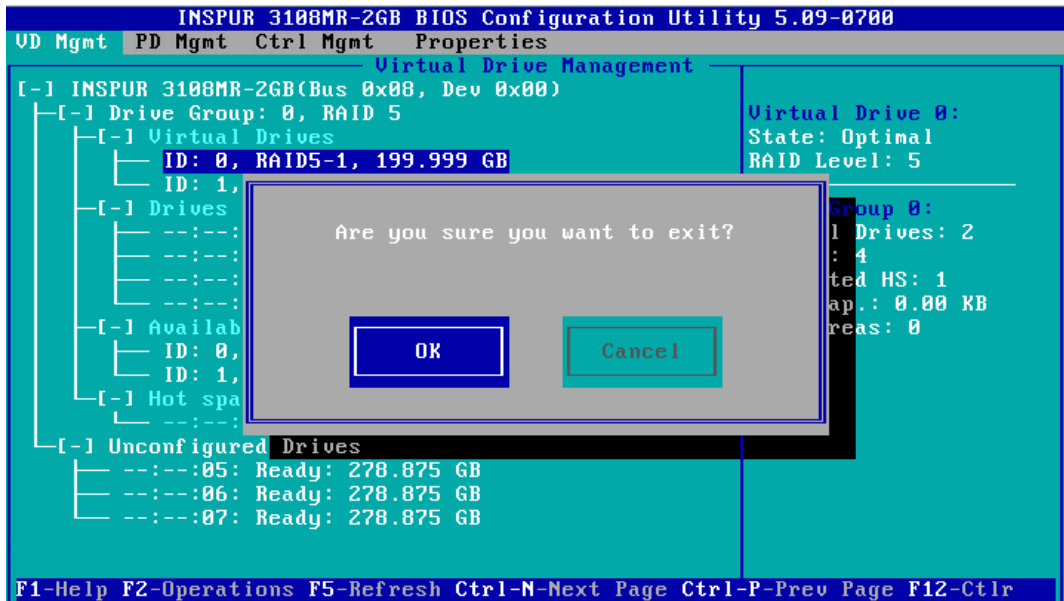 INSPUR 3108MR-2GB BIOS Configuration Utility 5.09-0700
VD Mgmt PD Mgmt Ctrl Mgmt Properties
Virtual Drive Management
[-] INSPUR 3108MR-2GB(Bus 0x08, Dev 0x00)
[-] Drive Group: 0, RAID 5
[-] Virtual Drives
ID: 0, RAID5-1, 199.999 GB
ID: 1,
[-] Drives
--:--:
--:--:
--:--:
--:--:
[-] Availab
ID: 0,
ID: 1,
[-] Hot spa
--:--:
[-] Unconfigured Drives
--:--:05: Ready: 278.875 GB
--:--:06: Ready: 278.875 GB
--:--:07: Ready: 278.875 GB
Virtual Drive 0:
State: Optimal
RAID Level: 5
Group 0:
l Drives: 2
: 4
ted HS: 1
ap.: 0.00 KB
reas: 0
Are you sure you want to exit?
OK
Cancel
F1-Help F2-Operations F5-Refresh Ctrl-N-Next Page Ctrl-P-Prev Page F12-Ctlr